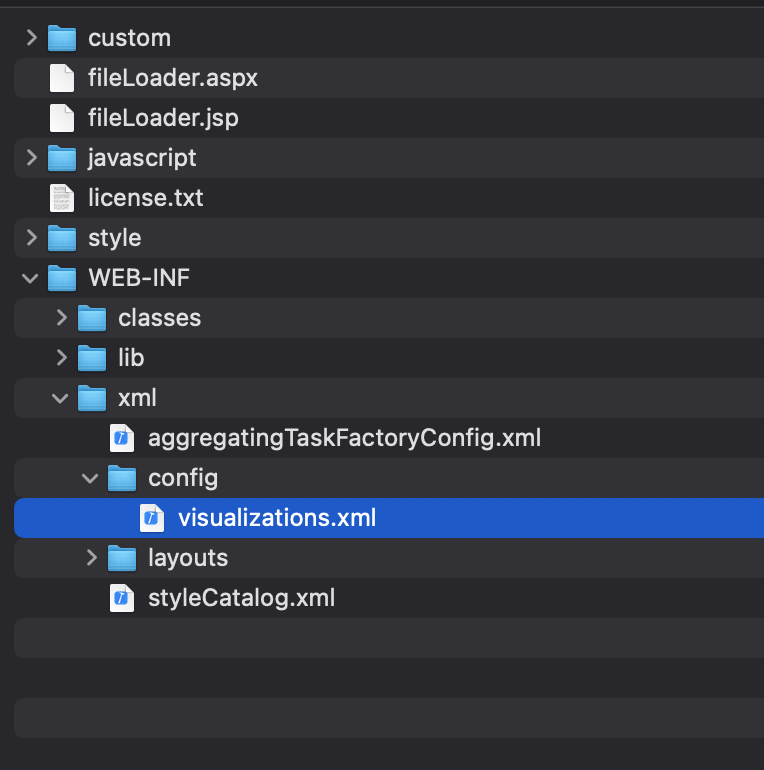 custom
fileLoader.aspx
fileLoader.jsp
javascript
license.txt
style
WEB-INF
classes
lib
xml
aggregatingTaskFactoryConfig.xml
config
visualizations.xml
layouts
styleCatalog.xml